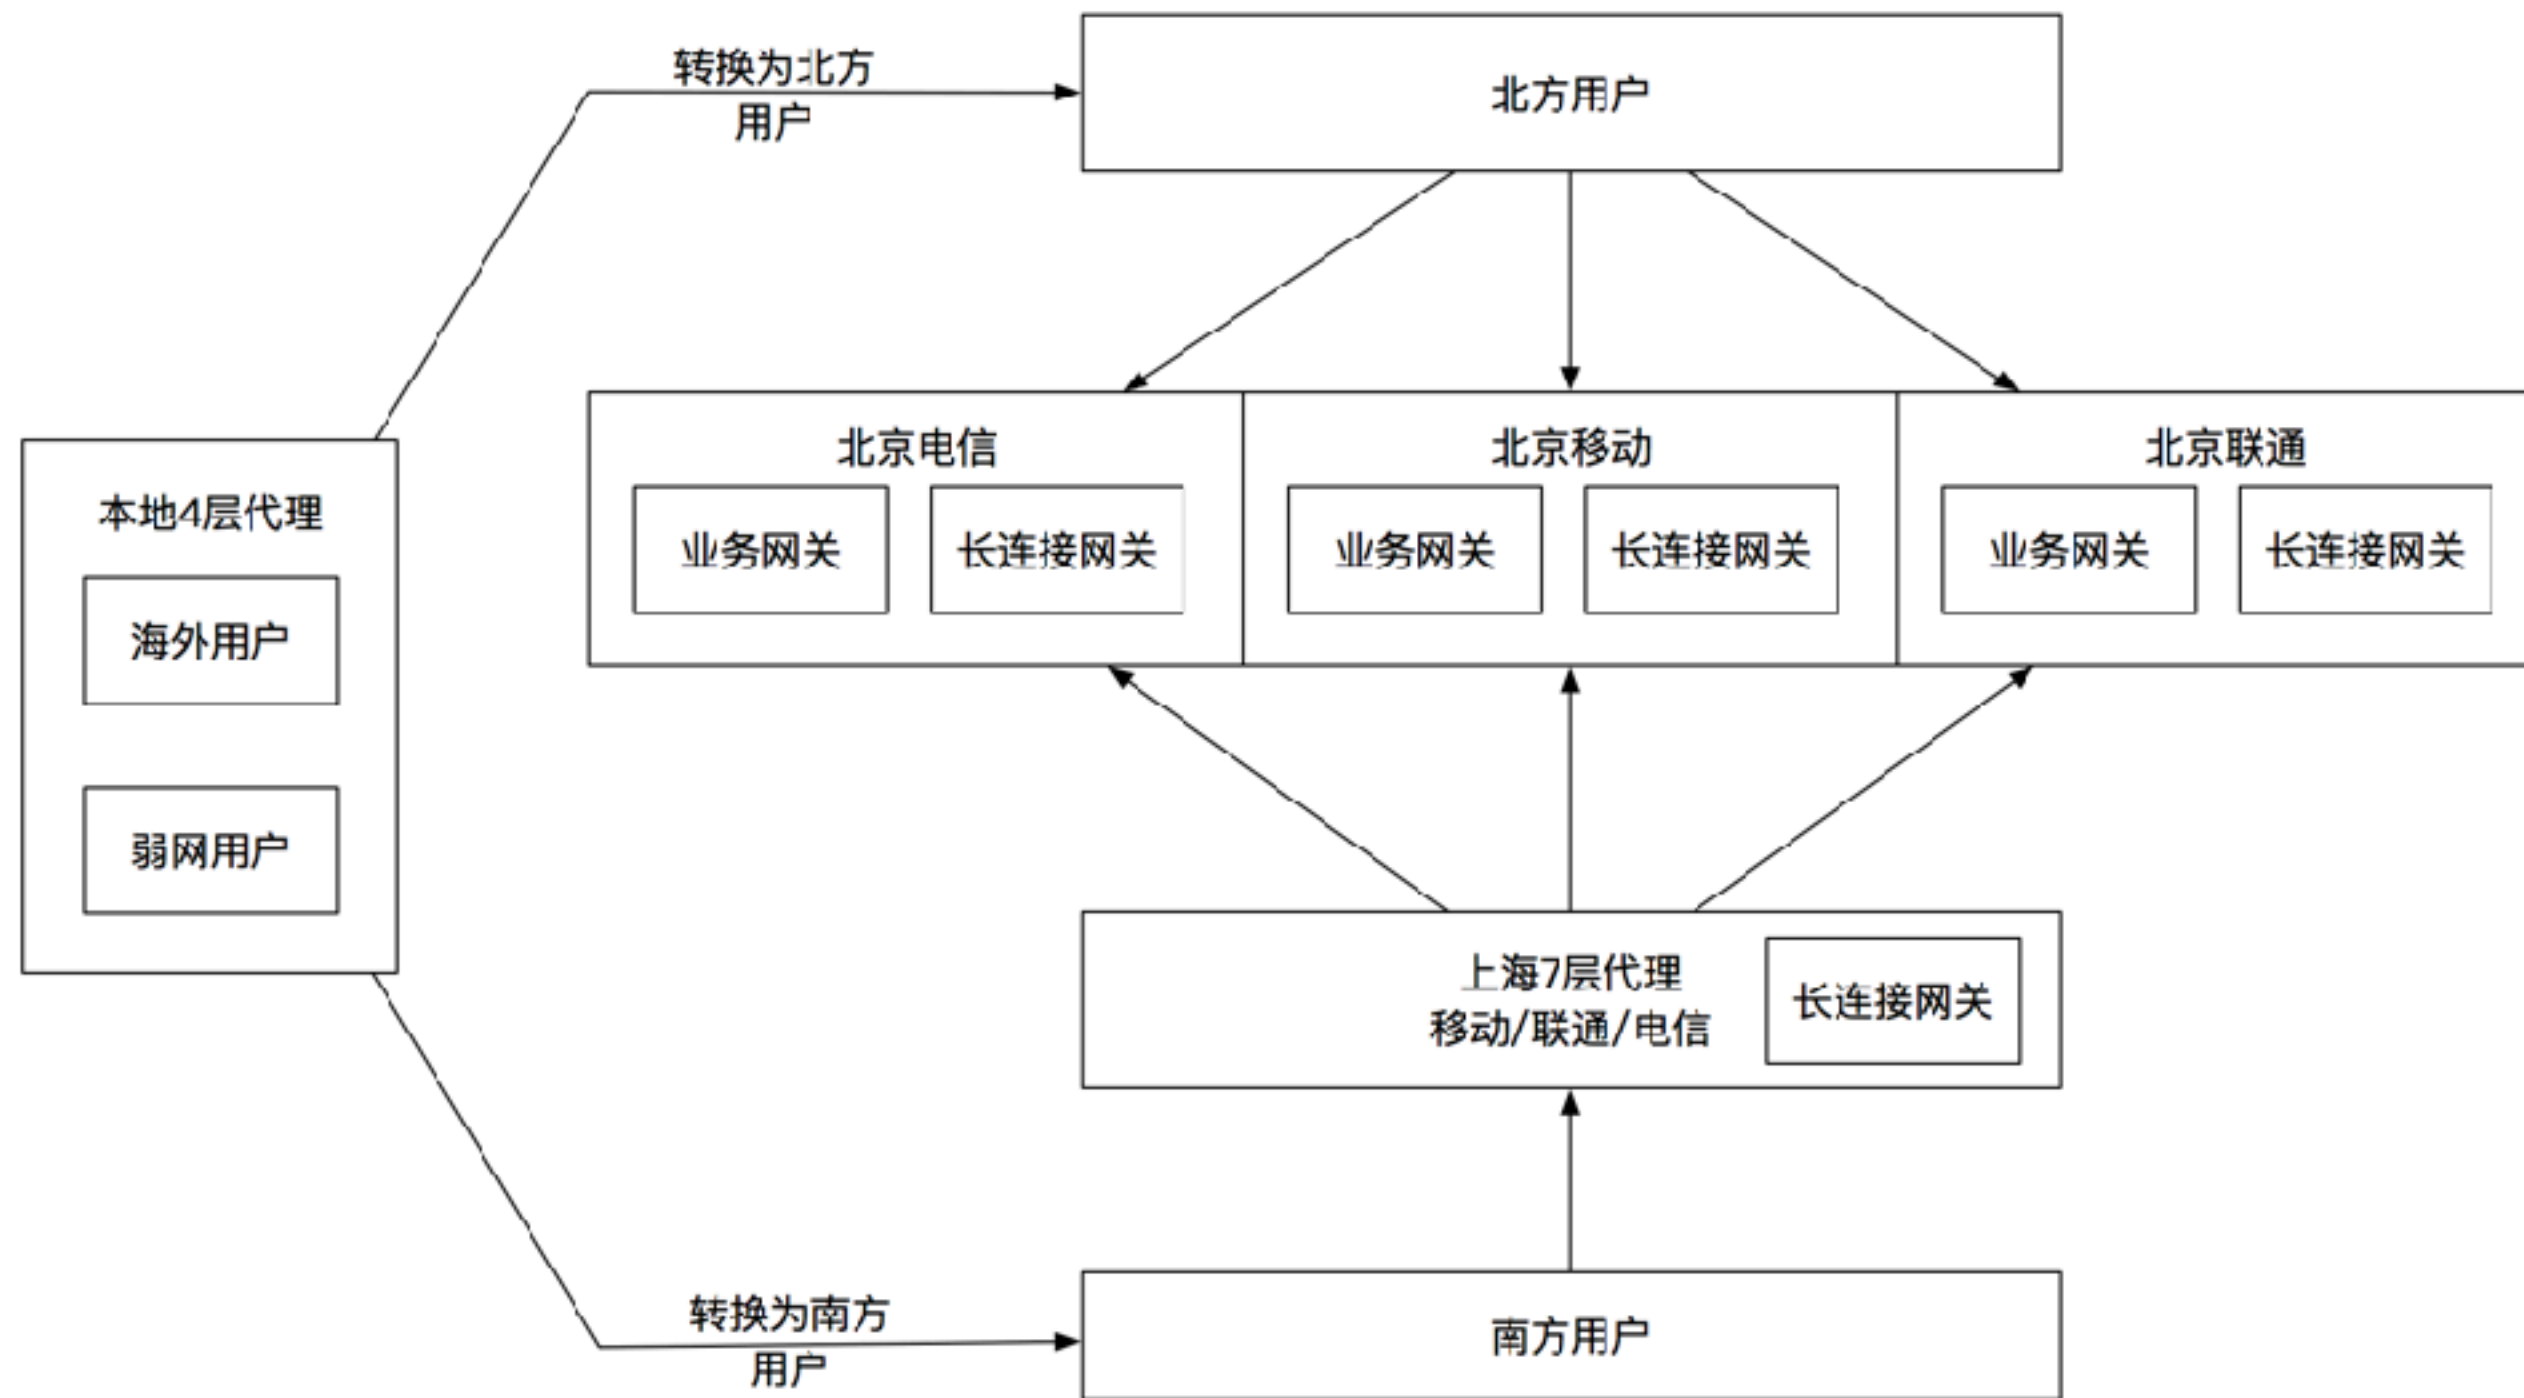 转换为北方
用户
北方用户
北京电信
北京移动
北京联通
业务网关
长连接网关
业务网关
长连接网关
业务网关
长连接网关
本地4层代理
海外用户
弱网用户
上海7层代理
移动/联通/电信
长连接网关
转换为南方
用户
南方用户